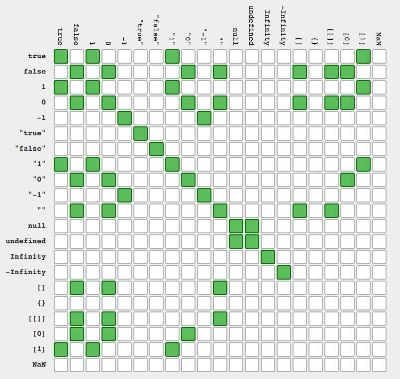 true
false
1
0
-1
"true"
"false"
"1"
"0"
"-1"
""
null
undefined
Infinity
-Infinity
[]
{}
[[]]
[0]
[1]
NaN
true
false
1
0
-1
"true"
"false"
"1"
"0"
"-1"
""
null
undefined
Infinity
-Infinity
[]
{}
[[]]
[0]
[1]
NaN